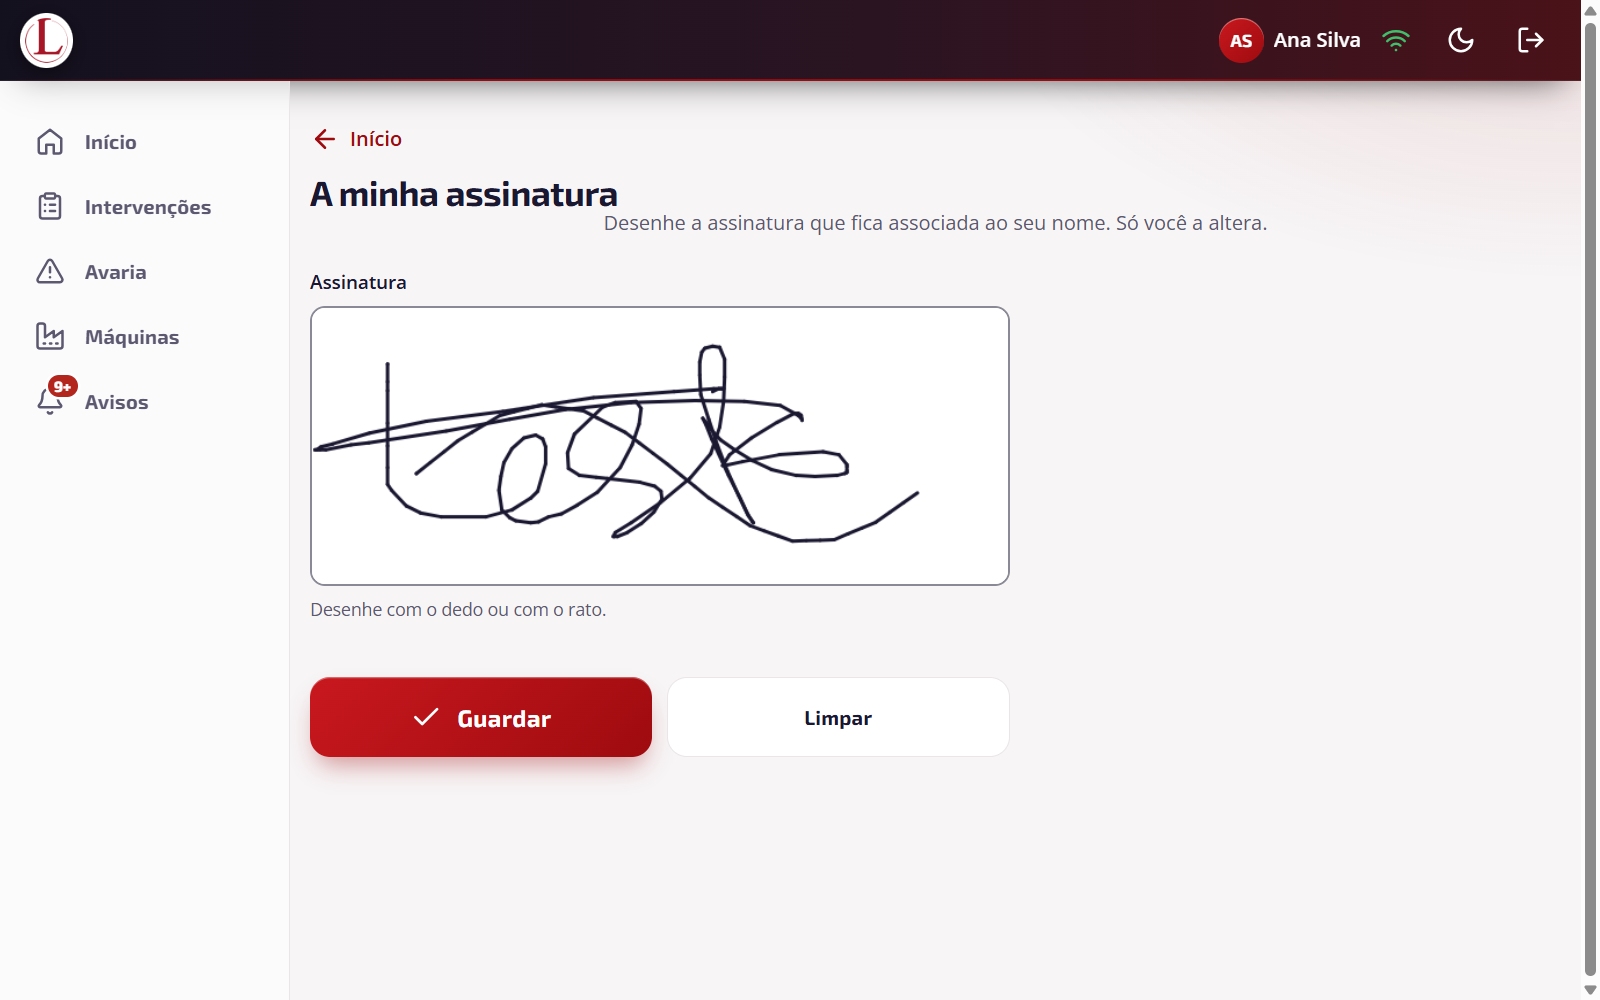 L
AS Ana Silva
Início
Intervenções
Avaria
Máquinas
9+
Avisos
Início
A minha assinatura
Desenhe a assinatura que fica associada ao seu nome. Só você a altera.
Assinatura
Desenhe com o dedo ou com o rato.
Guardar
Limpar